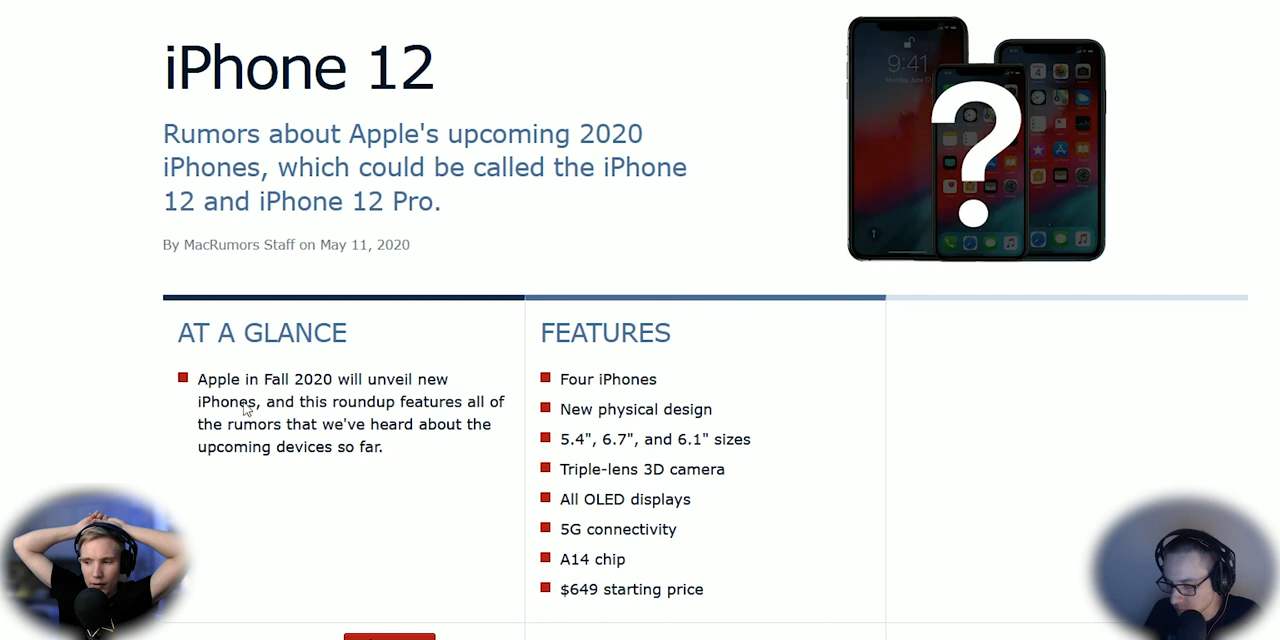 iPhone 12
Rumors about Apple's upcoming 2020
iPhones, which could be called the iPhone
12 and iPhone 12 Pro.
By MacRumors Staff on May 11, 2020
9:41
AT A GLANCE
Apple in Fall 2020 will unveil new
iPhones, and this roundup features all of
the rumors that we've heard about the
upcoming devices so far.
FEATURES
Four iPhones
New physical design
5.4", 6.7", and 6.1" sizes
Triple-lens 3D camera
All OLED displays
5G connectivity
A14 chip
$649 starting price